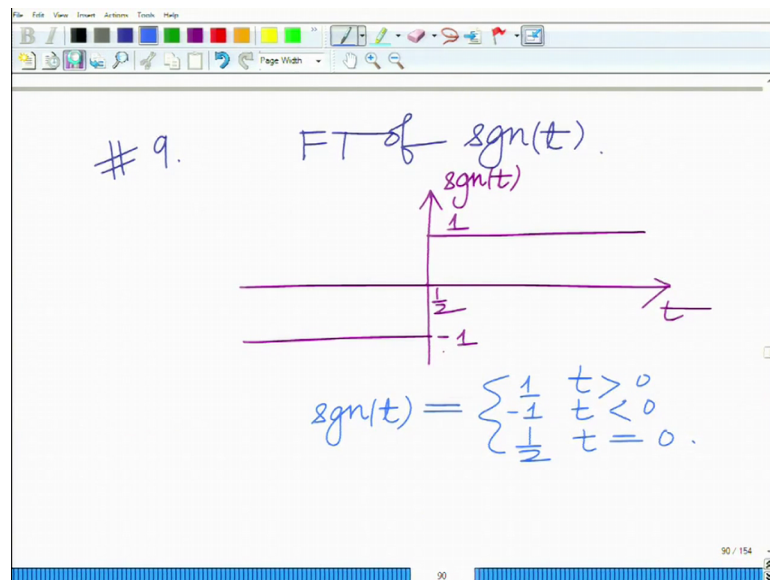 File Edit View Insert Actions Tools Help
B I Page Width
# 9. FT of sgn(t).
sgn(t)
1
1/2
t
-1
sgn(t) = { 1 t > 0
-1 t < 0
1/2 t = 0.
90 / 154
90